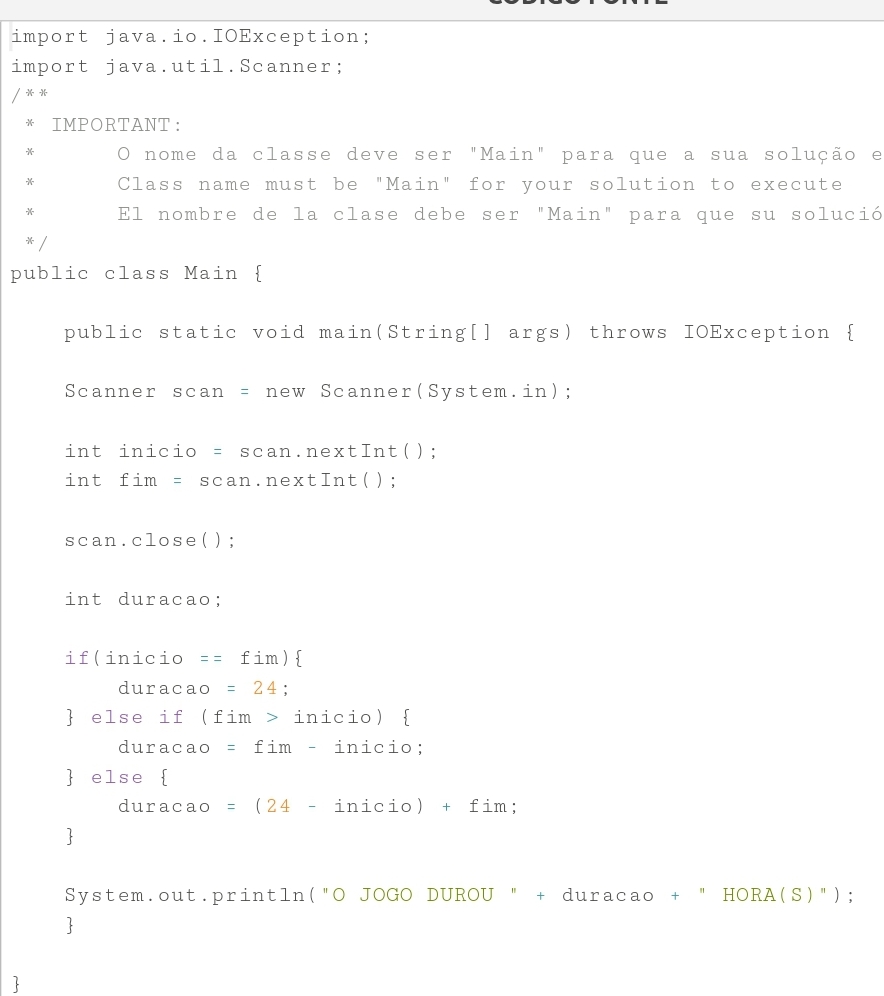 import java.io.IOException;
import java.util.Scanner;
/**
 * IMPORTANT:
 *      O nome da classe deve ser "Main" para que a sua solução e
 *      Class name must be "Main" for your solution to execute
 *      El nombre de la clase debe ser "Main" para que su solució
 */
public class Main {

    public static void main(String[] args) throws IOException {

    Scanner scan = new Scanner(System.in);

    int inicio = scan.nextInt();
    int fim = scan.nextInt();

    scan.close();

    int duracao;

    if(inicio == fim){
        duracao = 24;
    } else if (fim > inicio) {
        duracao = fim - inicio;
    } else {
        duracao = (24 - inicio) + fim;
    }

    System.out.println("O JOGO DUROU " + duracao + " HORA(S)");
    }

}